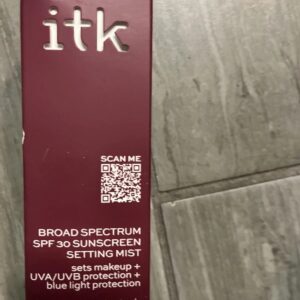 itk
SCAN ME
BROAD SPECTRUM
SPF 30 SUNSCREEN
SETTING MIST
sets makeup +
UVA/UVB protection +
blue light protection